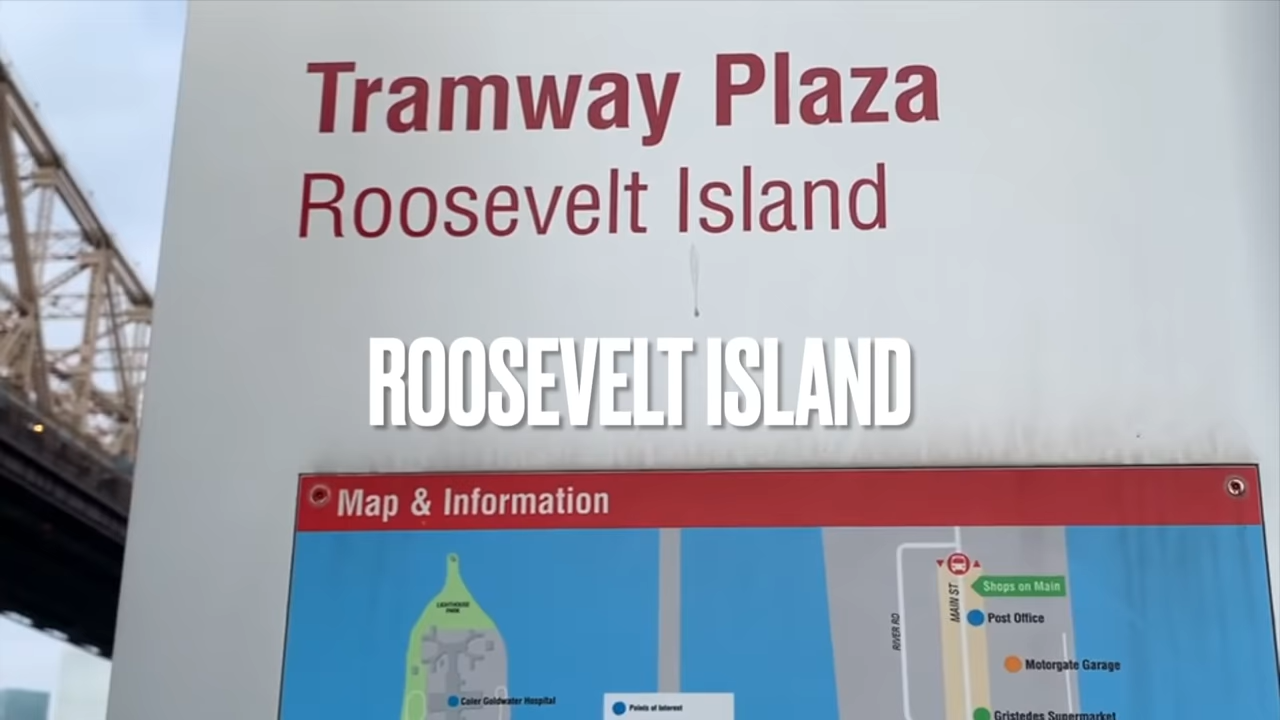 Tramway Plaza
Roosevelt Island
ROOSEVELT ISLAND
Map & Information
LIGHTHOUSE
PARK
Coler Goldwater Hospital
Points of Interest
Shops on Main
MAIN ST
Post Office
RIVER RD
Motorgate Garage
Gristedes Supermarket